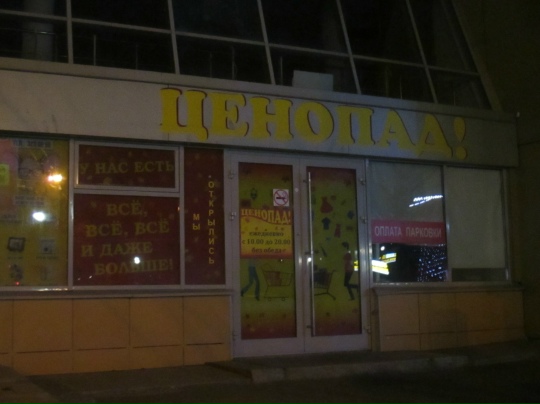 ЦЕНОПАД!
У НАС ЕСТЬ
ВСЁ,
ВСЁ, ВСЁ
И ДАЖЕ
БОЛЬШЕ!
МЫ
ОТКРЫЛИСЬ
ЦЕНОПАД!
ОПЛАТА ПАРКОВКИ